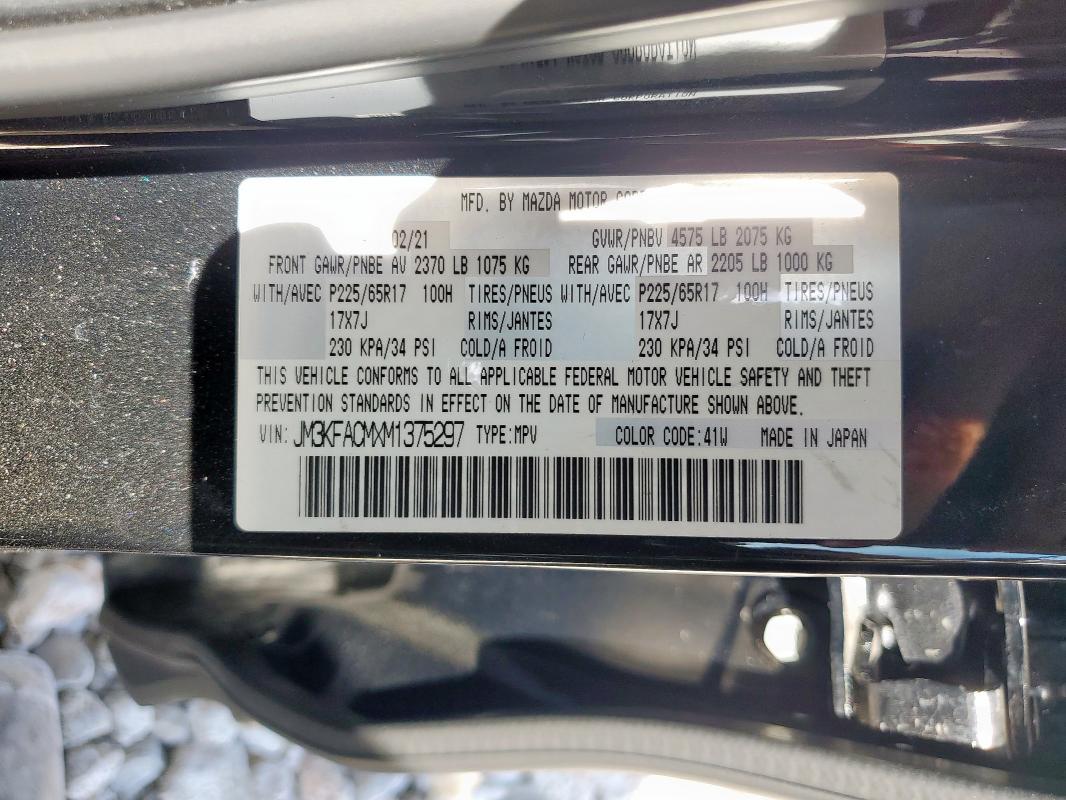 CORPORATION
MFD. BY MAZDA MOTOR
02/21 GVWR/PNBV 4575 LB 2075 KG
FRONT GAWR/PNBE AV 2370 LB 1075 KG REAR GAWR/PNBE AR 2205 LB 1000 KG
WITH/AVEC P225/65R17 100H TIRES/PNEUS WITH/AVEC P225/65R17 100H TIRES/PNEUS
17X7J RIMS/JANTES 17X7J RIMS/JANTES
230 KPA/34 PSI COLD/A FROID 230 KPA/34 PSI COLD/A FROID
THIS VEHICLE CONFORMS TO ALL APPLICABLE FEDERAL MOTOR VEHICLE SAFETY AND THEFT
PREVENTION STANDARDS IN EFFECT ON THE DATE OF MANUFACTURE SHOWN ABOVE.
VIN: JM3KFACMXM1375297 TYPE:MPV COLOR CODE:41W MADE IN JAPAN